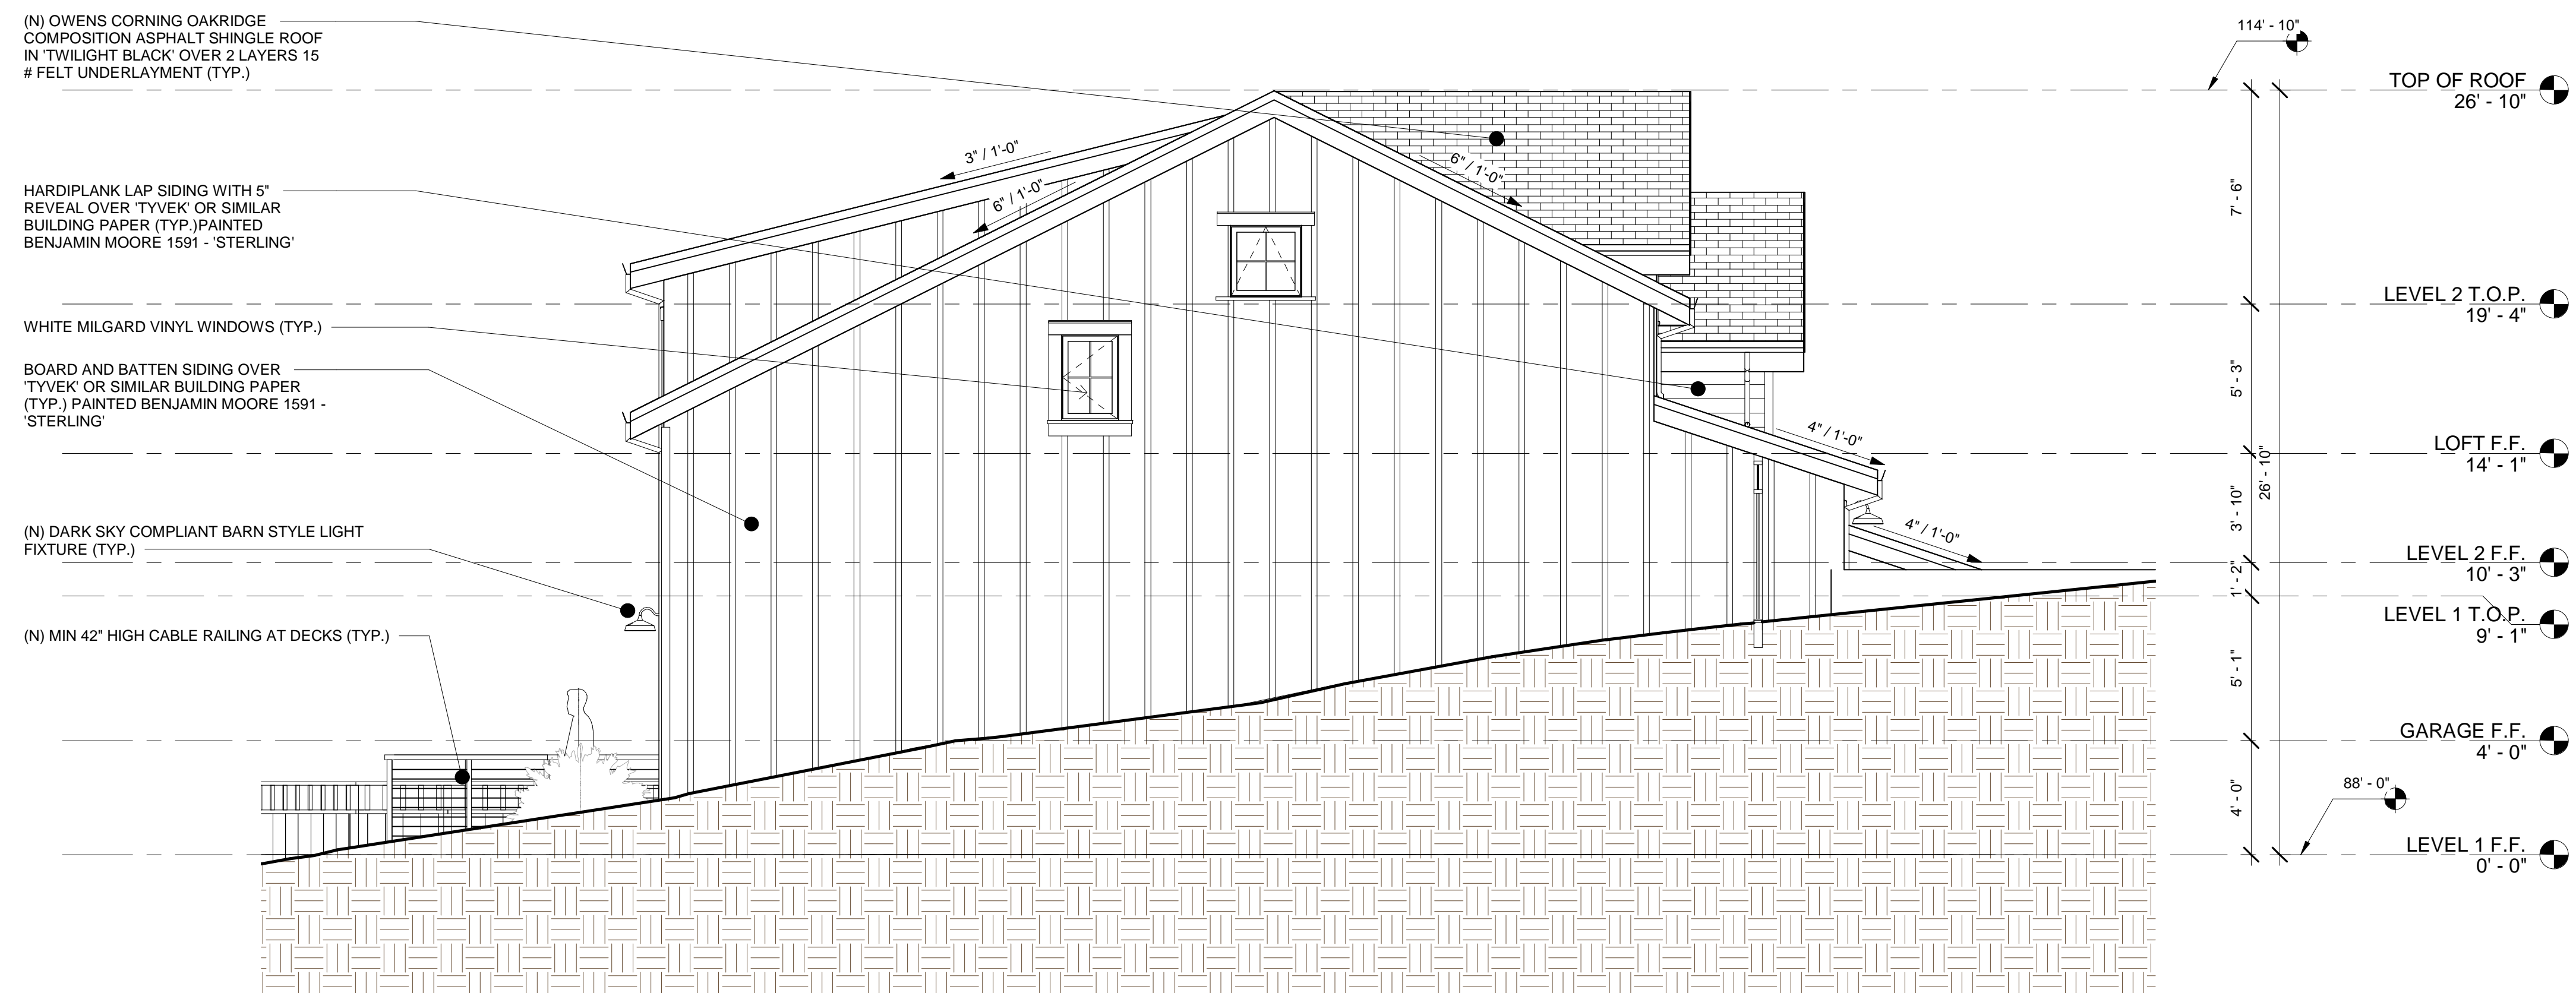 (N) OWENS CORNING OAKRIDGE
COMPOSITION ASPHALT SHINGLE ROOF
IN 'TWILIGHT BLACK' OVER 2 LAYERS 15
# FELT UNDERLAYMENT (TYP.)
HARDIPLANK LAP SIDING WITH 5"
REVEAL OVER 'TYVEK' OR SIMILAR
BUILDING PAPER (TYP.)PAINTED
BENJAMIN MOORE 1591 - 'STERLING'
WHITE MILGARD VINYL WINDOWS (TYP.)
BOARD AND BATTEN SIDING OVER
'TYVEK' OR SIMILAR BUILDING PAPER
(TYP.) PAINTED BENJAMIN MOORE 1591 -
'STERLING'
(N) DARK SKY COMPLIANT BARN STYLE LIGHT
FIXTURE (TYP.)
(N) MIN 42" HIGH CABLE RAILING AT DECKS (TYP.)
3" / 1'-0"
6" / 1'-0"
6" / 1'-0"
4" / 1'-0"
4" / 1'-0"
114' - 10"
7' - 6"
5' - 3"
3' - 10"
1' - 2"
5' - 1"
4' - 0"
26' - 10"
88' - 0"
TOP OF ROOF
26' - 10"
LEVEL 2 T.O.P.
19' - 4"
LOFT F.F.
14' - 1"
LEVEL 2 F.F.
10' - 3"
LEVEL 1 T.O.P.
9' - 1"
GARAGE F.F.
4' - 0"
LEVEL 1 F.F.
0' - 0"